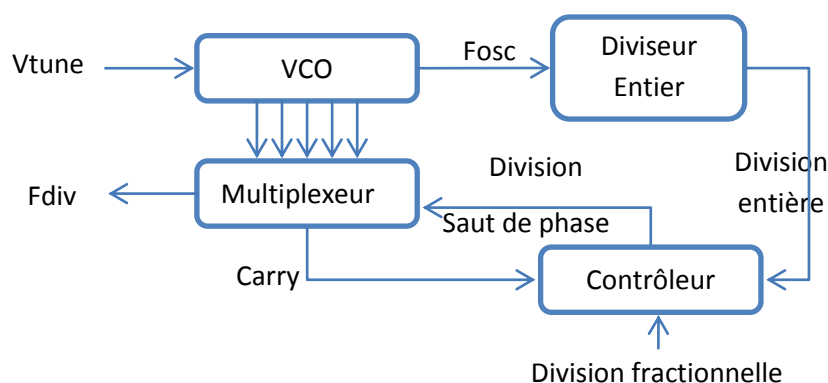 Vtune
VCO
Fosc
Diviseur
Entier
Fdiv
Multiplexeur
Division
Saut de phase
Division
entière
Carry
Contrôleur
Division fractionnelle